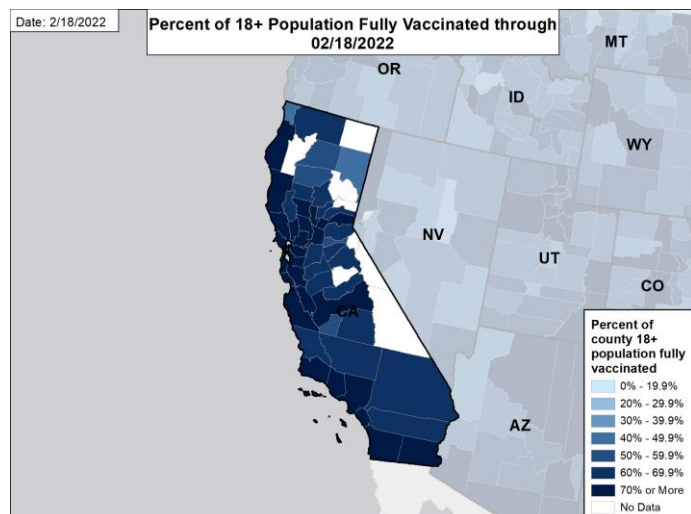 Date: 2/18/2022
Percent of 18+ Population Fully Vaccinated through
02/18/2022
MT
OR
ID
WY
NV
UT
CO
CA
AZ
Percent of
county 18+
population fully
vaccinated
0% - 19.9%
20% - 29.9%
30% - 39.9%
40% - 49.9%
50% - 59.9%
60% - 69.9%
70% or More
No Data